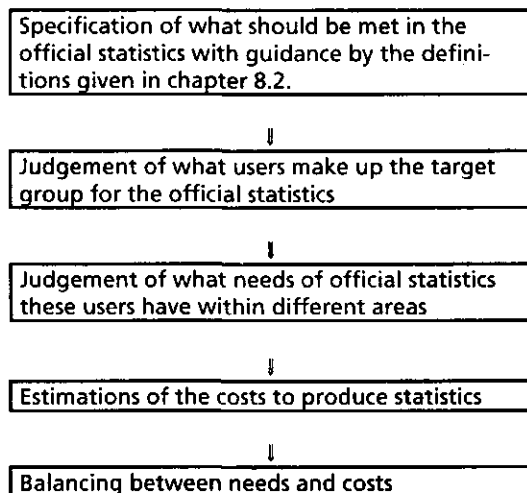 Specification of what should be met in the
official statistics with guidance by the defini-
tions given in chapter 8.2.
⇓
Judgement of what users make up the target
group for the official statistics
⇓
Judgement of what needs of official statistics
these users have within different areas
⇓
Estimations of the costs to produce statistics
⇓
Balancing between needs and costs